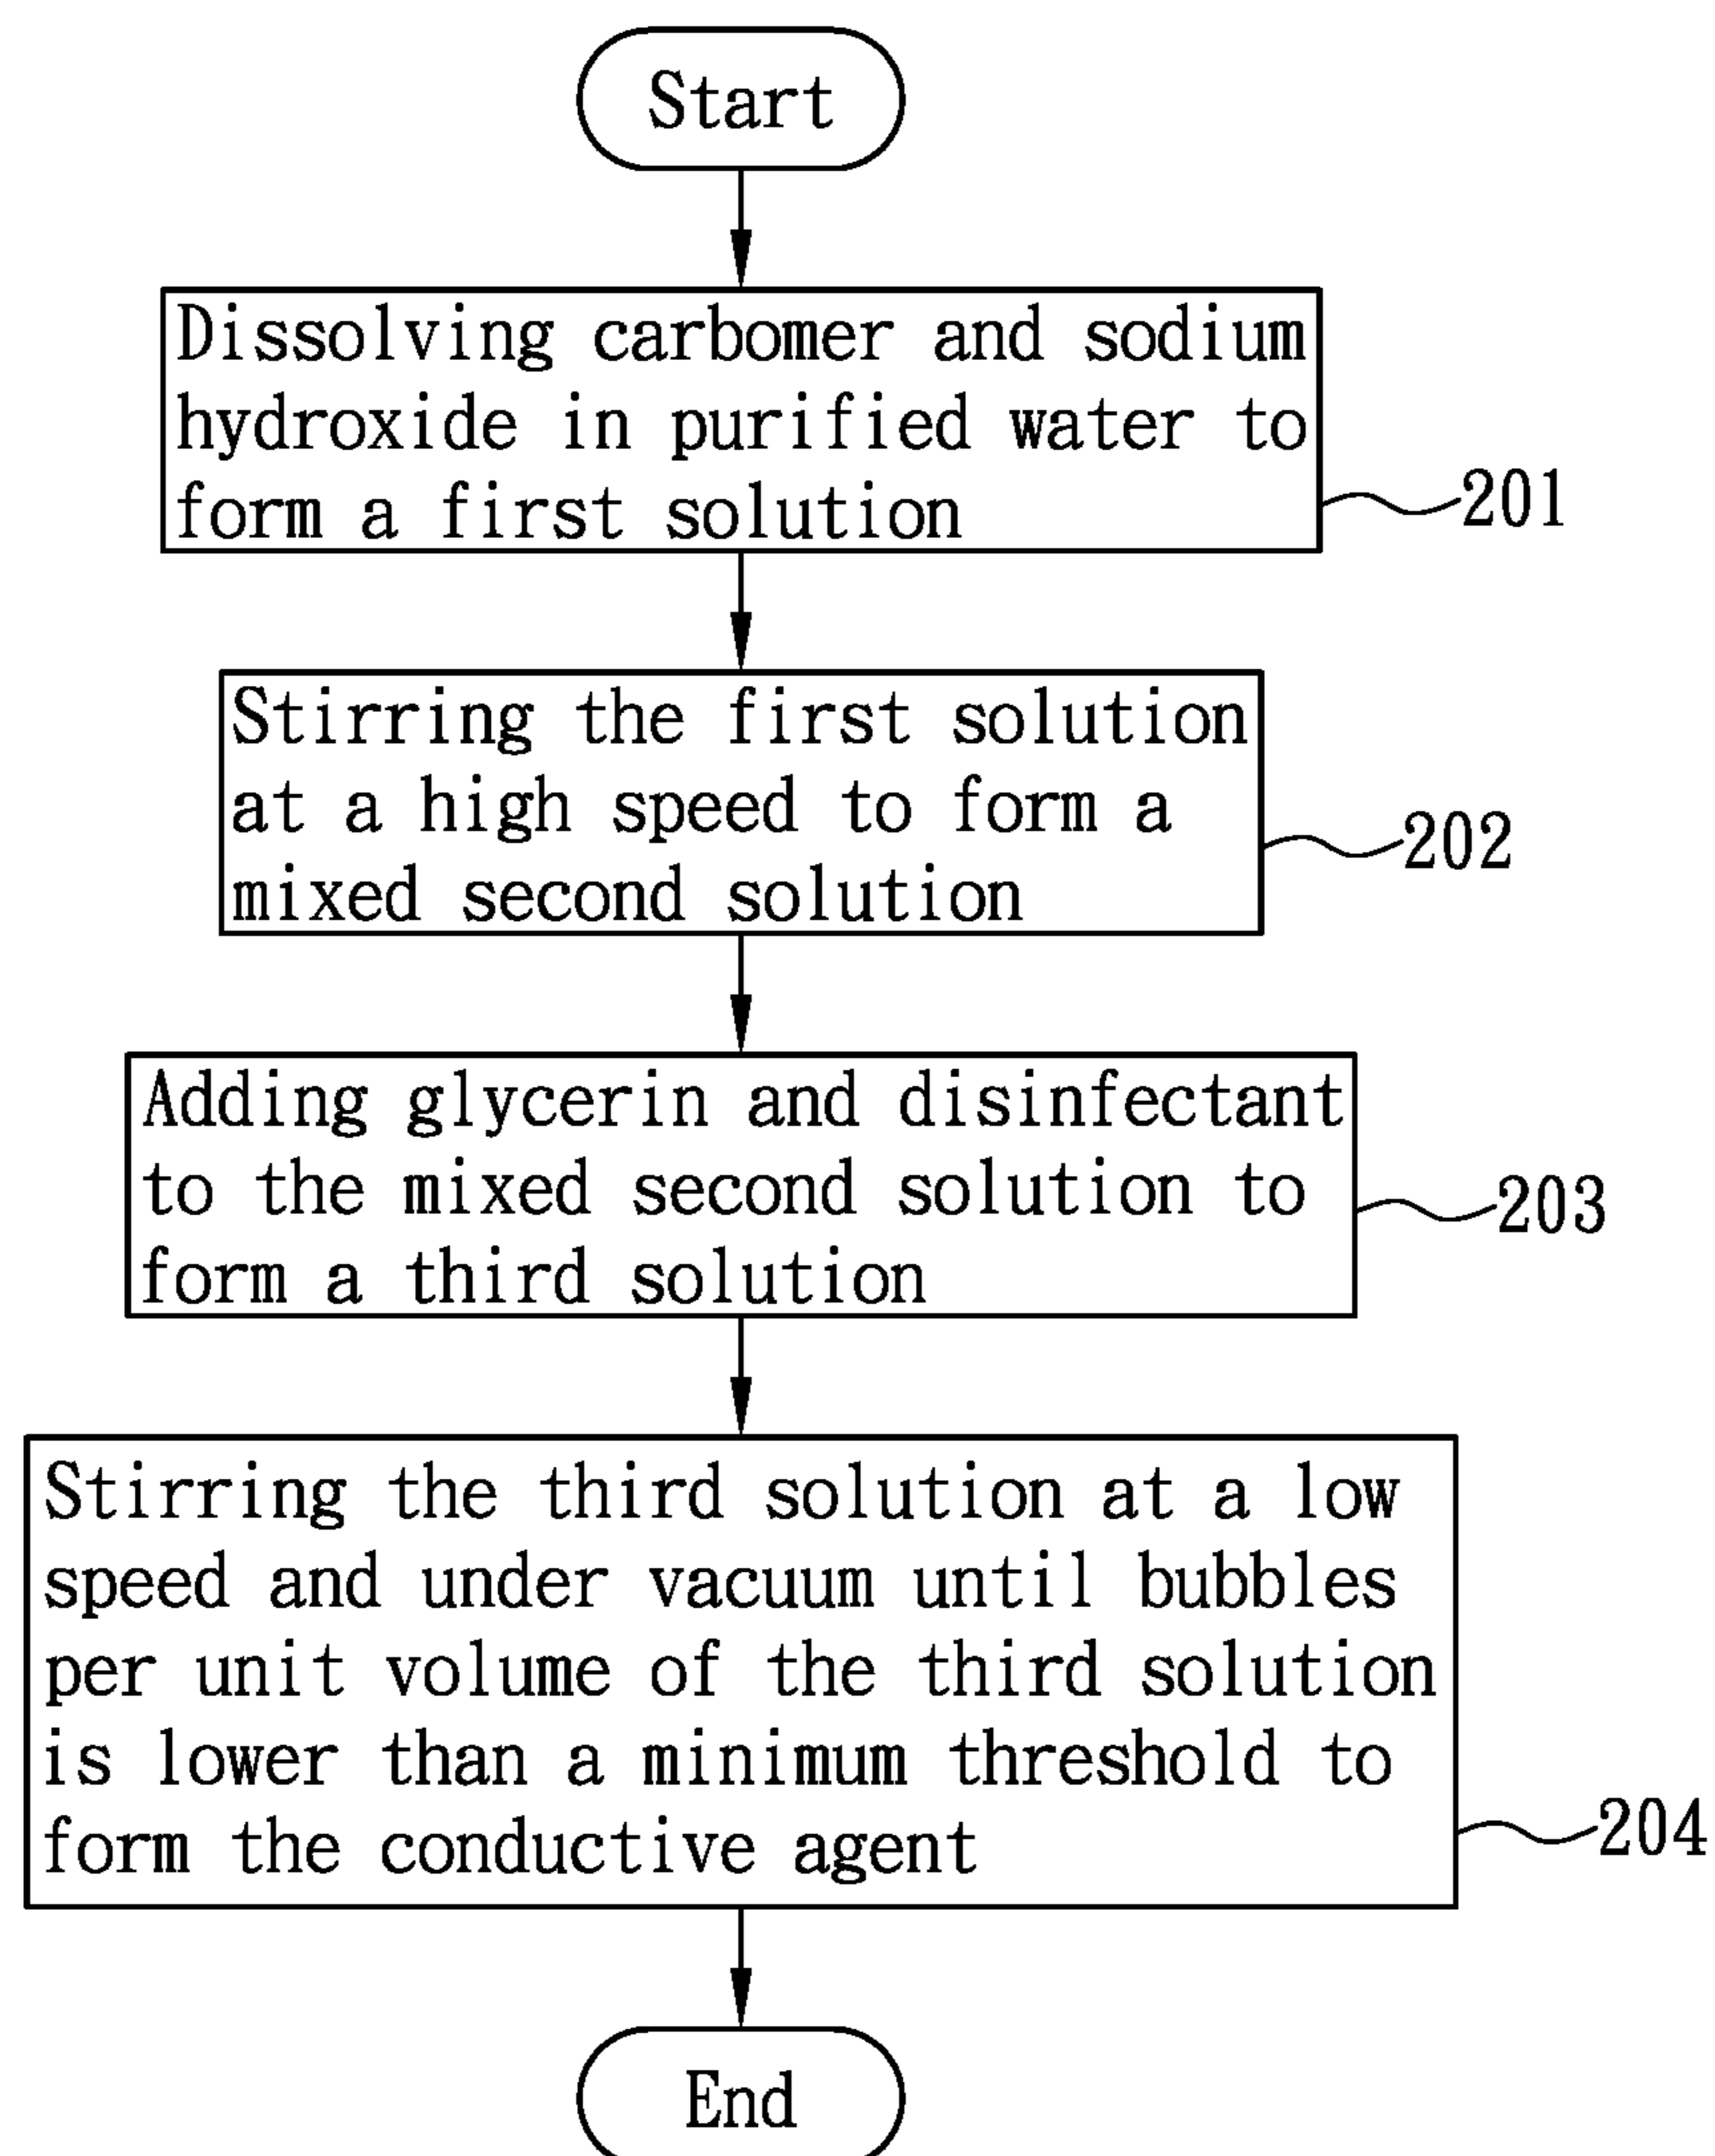 Start
Dissolving carbomer and sodium
hydroxide in purified water to
form a first solution
201
Stirring the first solution
at a high speed to form a
mixed second solution
202
Adding glycerin and disinfectant
to the mixed second solution to
form a third solution
203
Stirring the third solution at a low
speed and under vacuum until bubbles
per unit volume of the third solution
is lower than a minimum threshold to
form the conductive agent
204
End